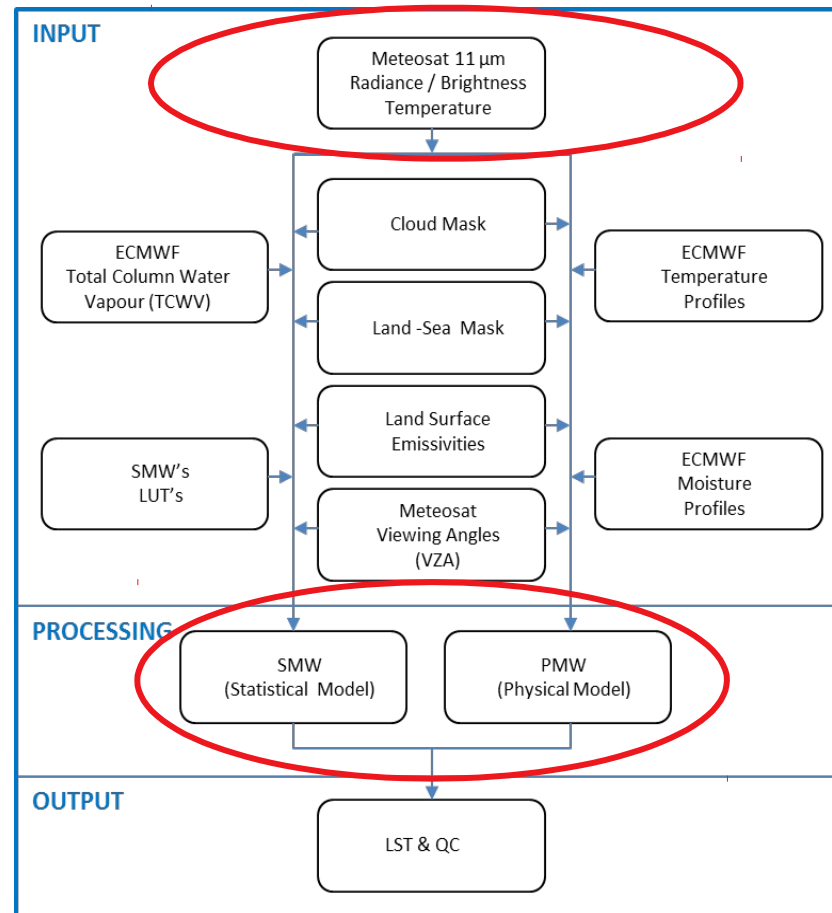 INPUT
Meteosat 11 μm
Radiance / Brightness
Temperature
Cloud Mask
ECMWF
Total Column Water
Vapour (TCWV)
ECMWF
Temperature
Profiles
Land -Sea Mask
Land Surface
Emissivities
SMW's
LUT's
ECMWF
Moisture
Profiles
Meteosat
Viewing Angles
(VZA)
PROCESSING
SMW
(Statistical Model)
PMW
(Physical Model)
OUTPUT
LST & QC